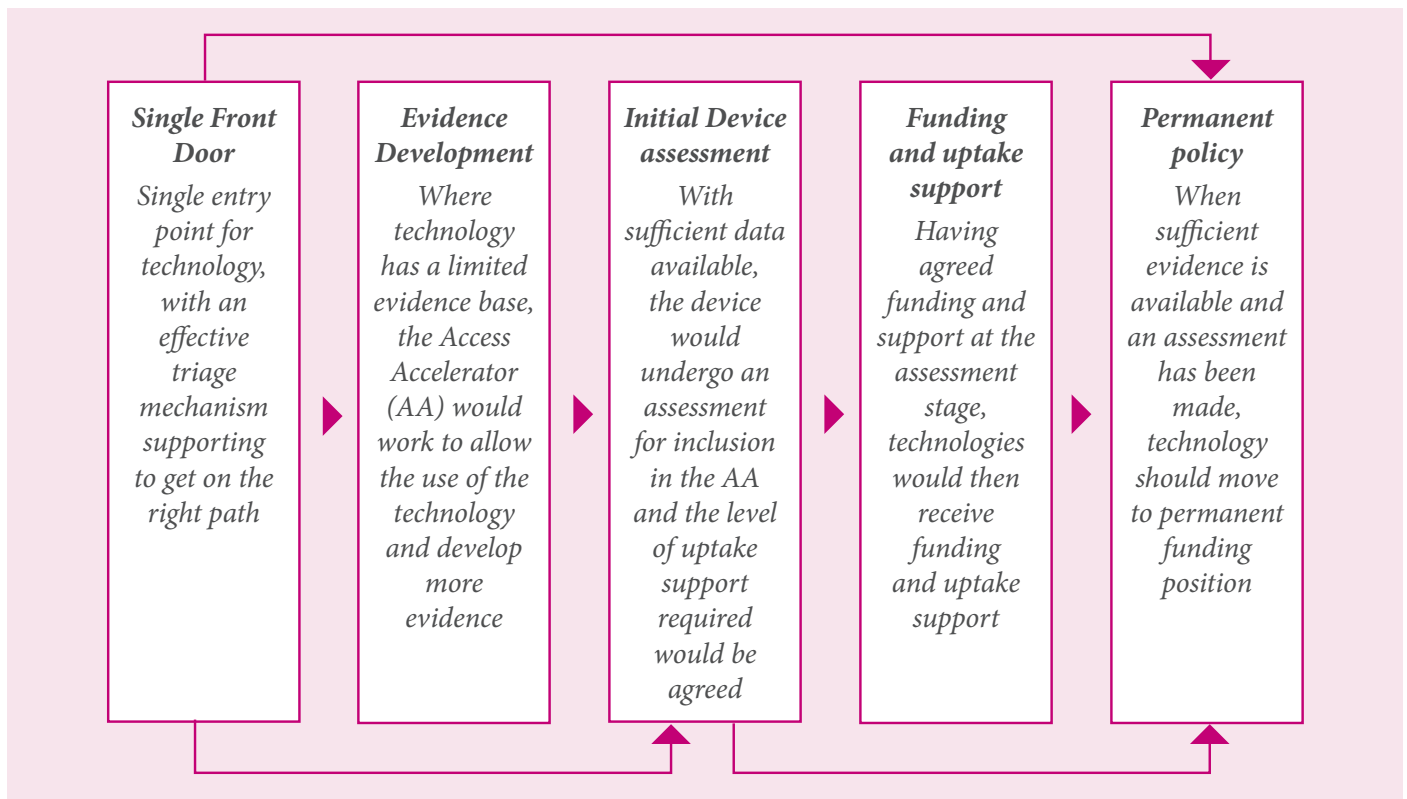 Single Front
Door
Single entry
point for
technology,
with an
effective
triage
mechanism
supporting
to get on the
right path
Evidence
Development
Where
technology
has a limited
evidence base,
the Access
Accelerator
(AA) would
work to allow
the use of the
technology
and develop
more
evidence
Initial Device
assessment
With
sufficient data
available,
the device
would
undergo an
assessment
for inclusion
in the AA
and the level
of uptake
support
required
would be
agreed
Funding
and uptake
support
Having
agreed
funding and
support at the
assessment
stage,
technologies
would then
receive
funding
and uptake
support
Permanent
policy
When
sufficient
evidence is
available and
an assessment
has been
made,
technology
should move
to permanent
funding
position